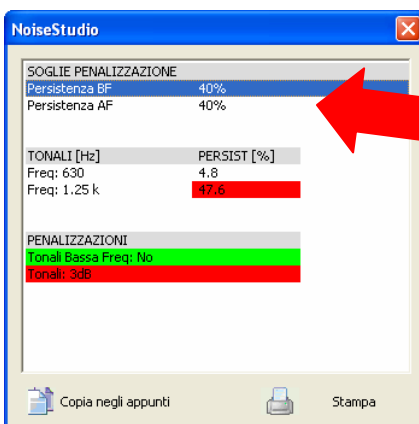 NoiseStudio
SOGLIE PENALIZZAZIONE
Persistenza BF 40%
Persistenza AF 40%
TONALI [Hz] PERSIST [%]
Freq: 630 4.8
Freq: 1.25 k 47.6
PENALIZZAZIONI
Tonali Bassa Freq: No
Tonali: 3dB
Copia negli appunti Stampa